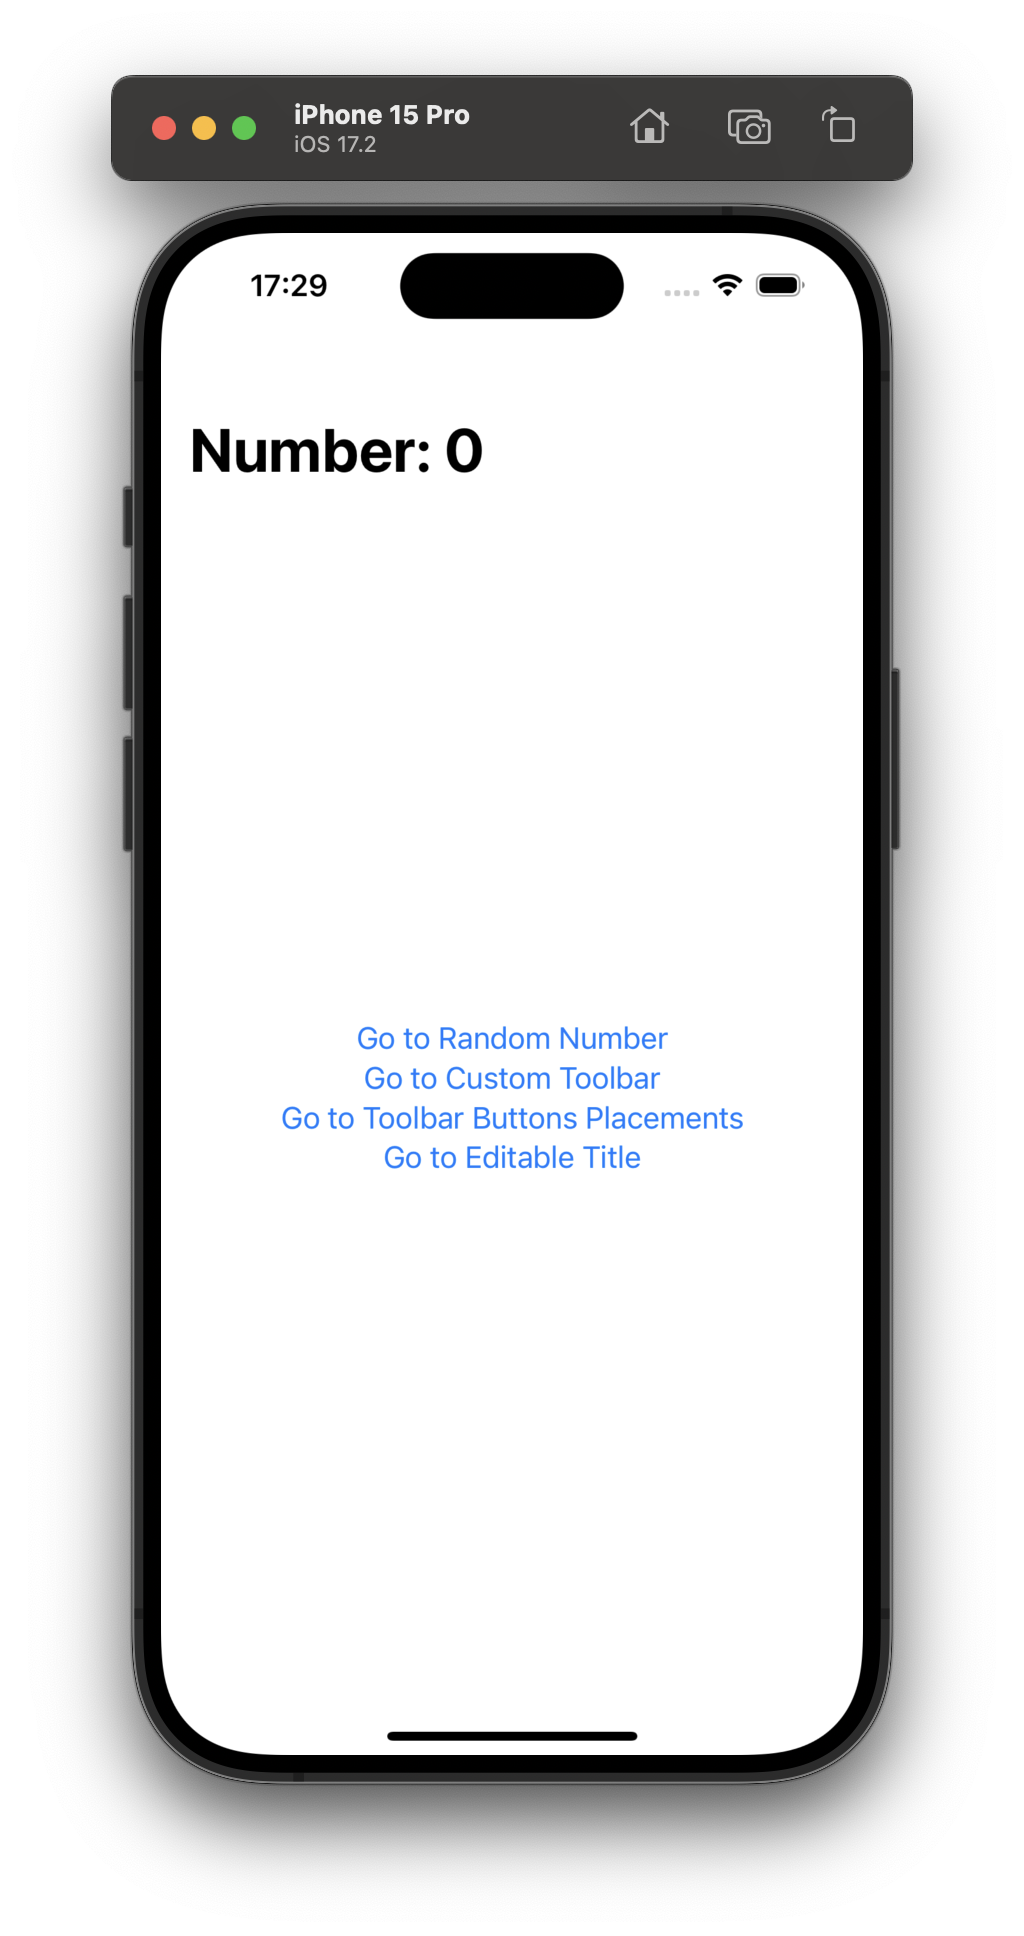 iPhone 15 Pro
iOS 17.2
17:29
Number: 0
Go to Random Number
Go to Custom Toolbar
Go to Toolbar Buttons Placements
Go to Editable Title